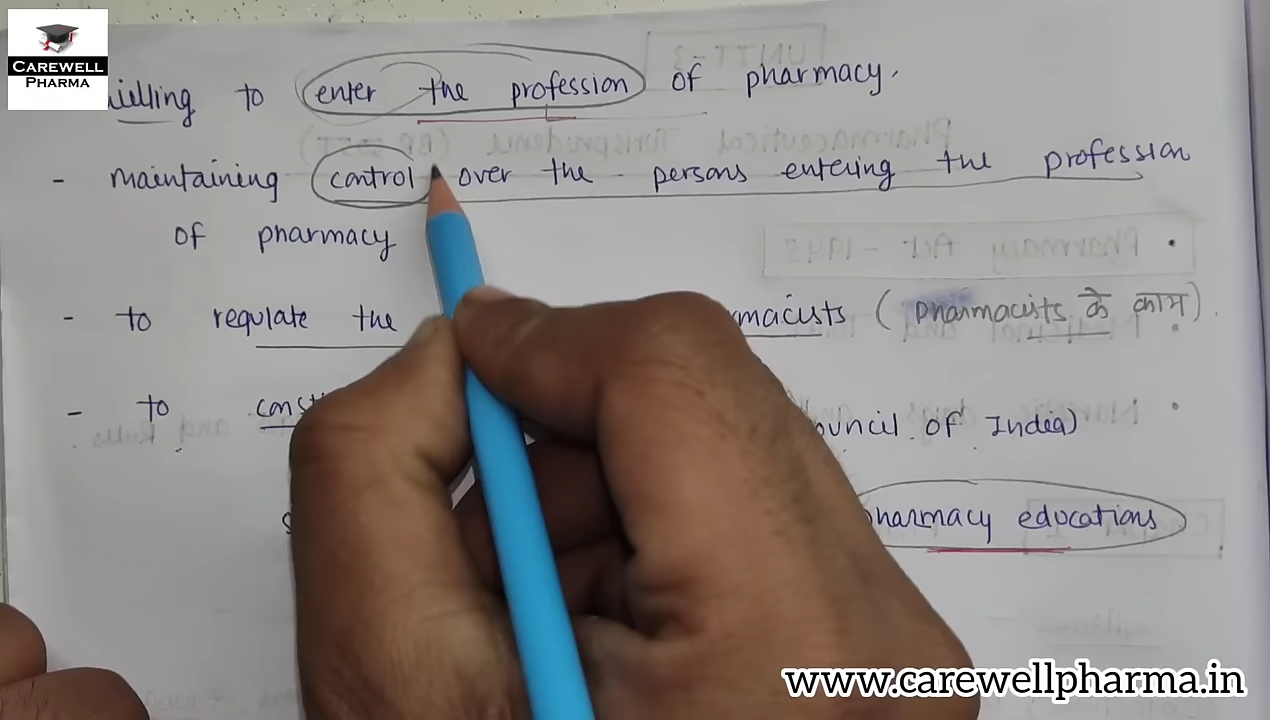 CAREWELL
PHARMA
willing to enter the profession of pharmacy.
- maintaining control over the persons entering the profession
of pharmacy
- to regulate the macists ( pharmacists के काम ).
- to cons ouncil of India)
harmacy educations
www.carewellpharma.in